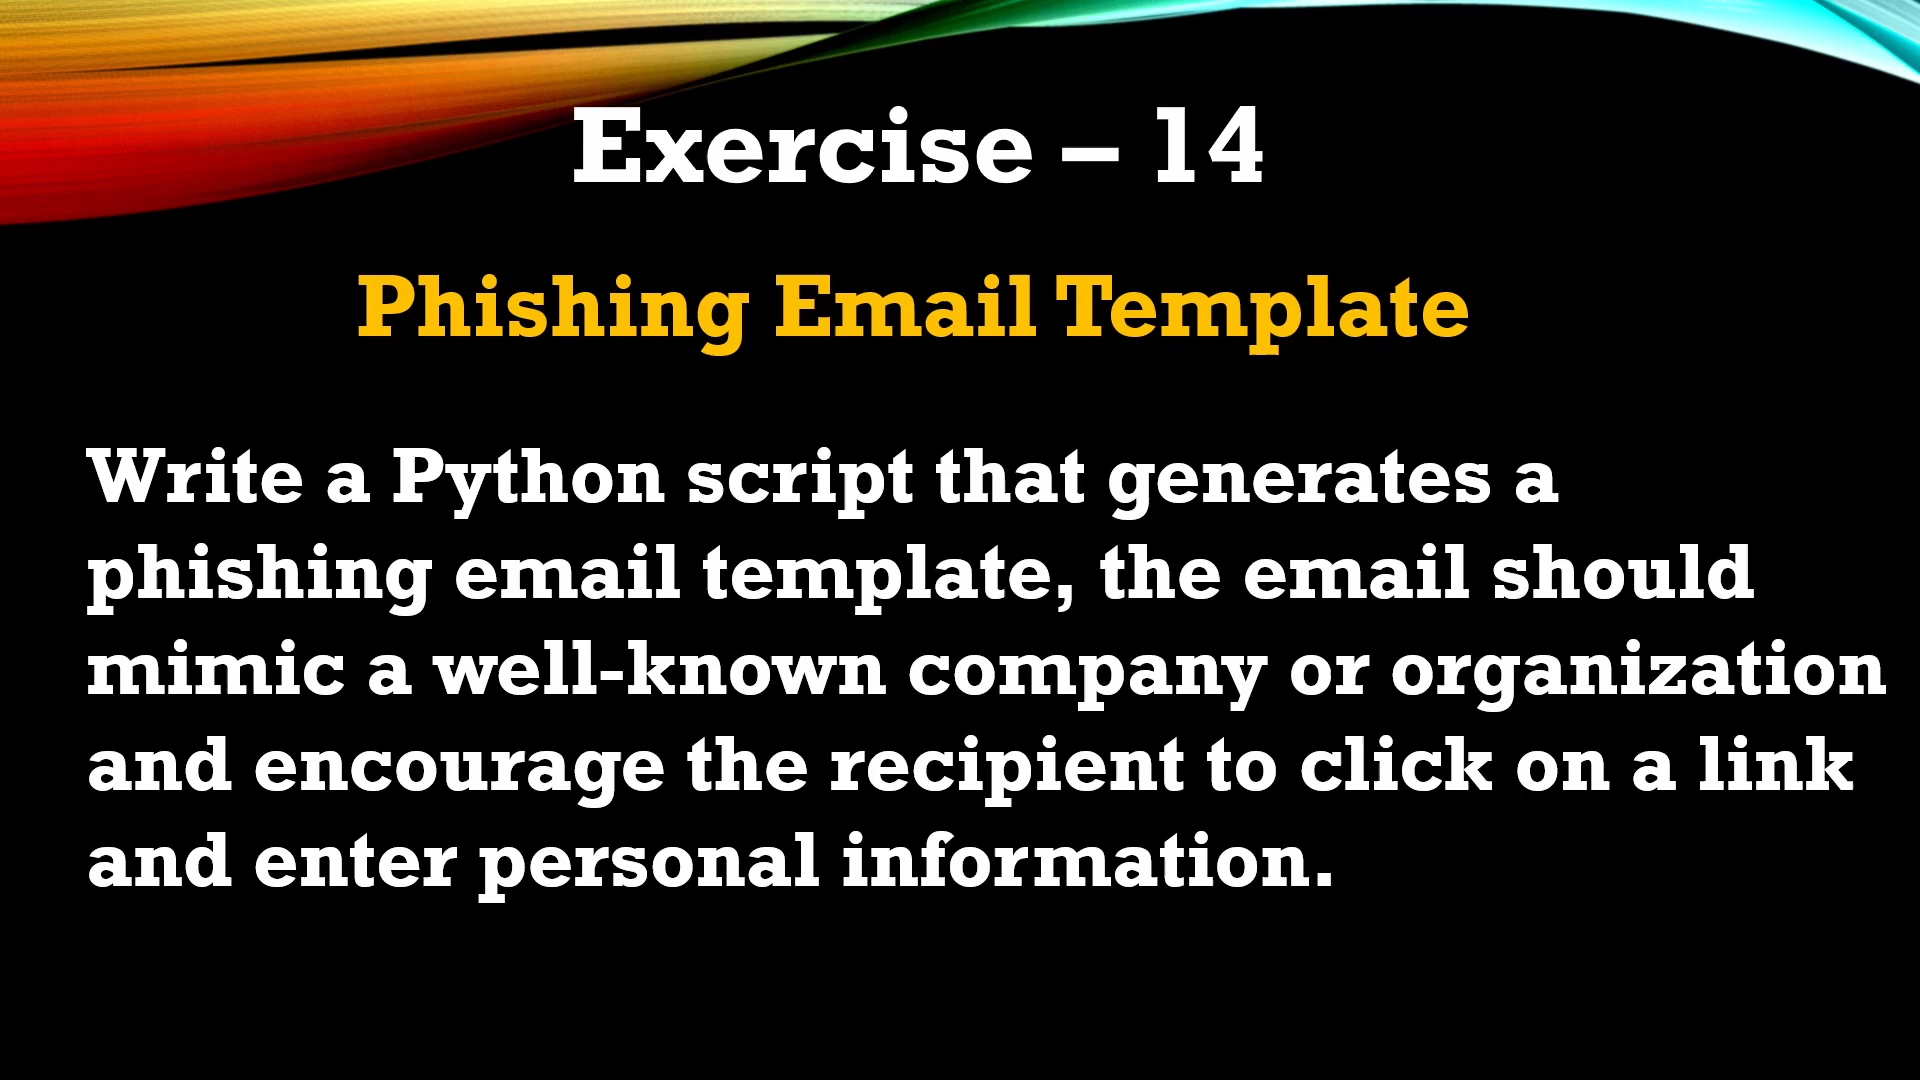 Exercise – 14
Phishing Email Template
Write a Python script that generates a
phishing email template, the email should
mimic a well-known company or organization
and encourage the recipient to click on a link
and enter personal information.